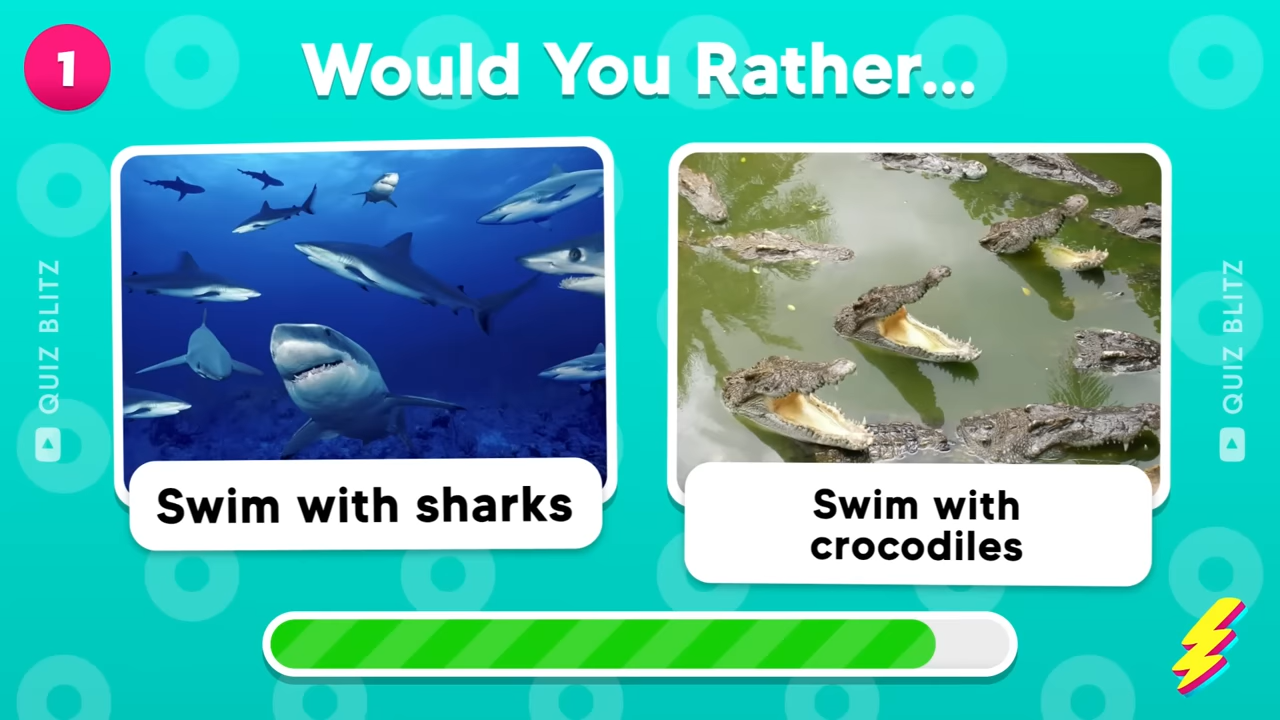 1
Would You Rather...
QUIZ BLITZ
QUIZ BLITZ
Swim with sharks
Swim with
crocodiles